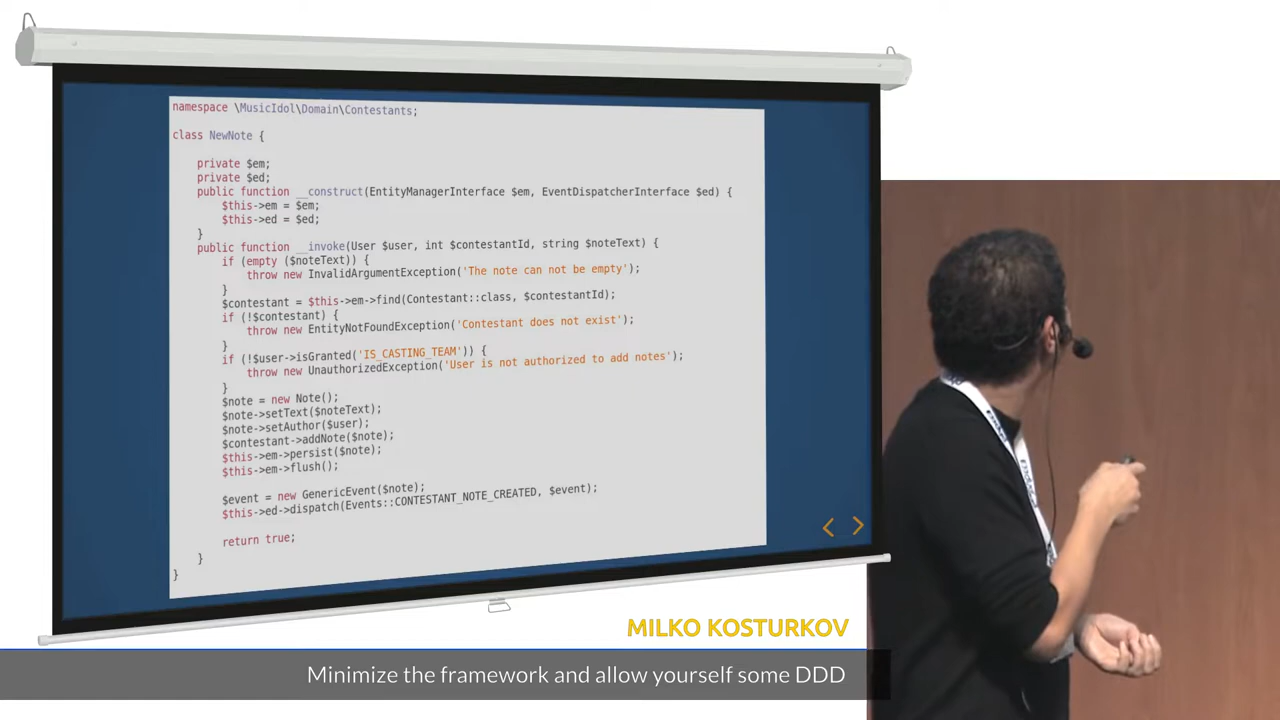 namespace \MusicIdol\Domain\Contestants;
class NewNote {
private $em;
private $ed;
public function __construct(EntityManagerInterface $em, EventDispatcherInterface $ed) {
$this->em = $em;
$this->ed = $ed;
}
public function __invoke(User $user, int $contestantId, string $noteText) {
if (empty ($noteText)) {
throw new InvalidArgumentException('The note can not be empty');
}
$contestant = $this->em->find(Contestant::class, $contestantId);
if (!$contestant) {
throw new EntityNotFoundException('Contestant does not exist');
}
if (!$user->isGranted('IS_CASTING_TEAM')) {
throw new UnauthorizedException('User is not authorized to add notes');
}
$note = new Note();
$note->setText($noteText);
$note->setAuthor($user);
$contestant->addNote($note);
$this->em->persist($note);
$this->em->flush();
$event = new GenericEvent($note);
$this->ed->dispatch(Events::CONTESTANT_NOTE_CREATED, $event);
return true;
}
}
MILKO KOSTURKOV
Minimize the framework and allow yourself some DDD